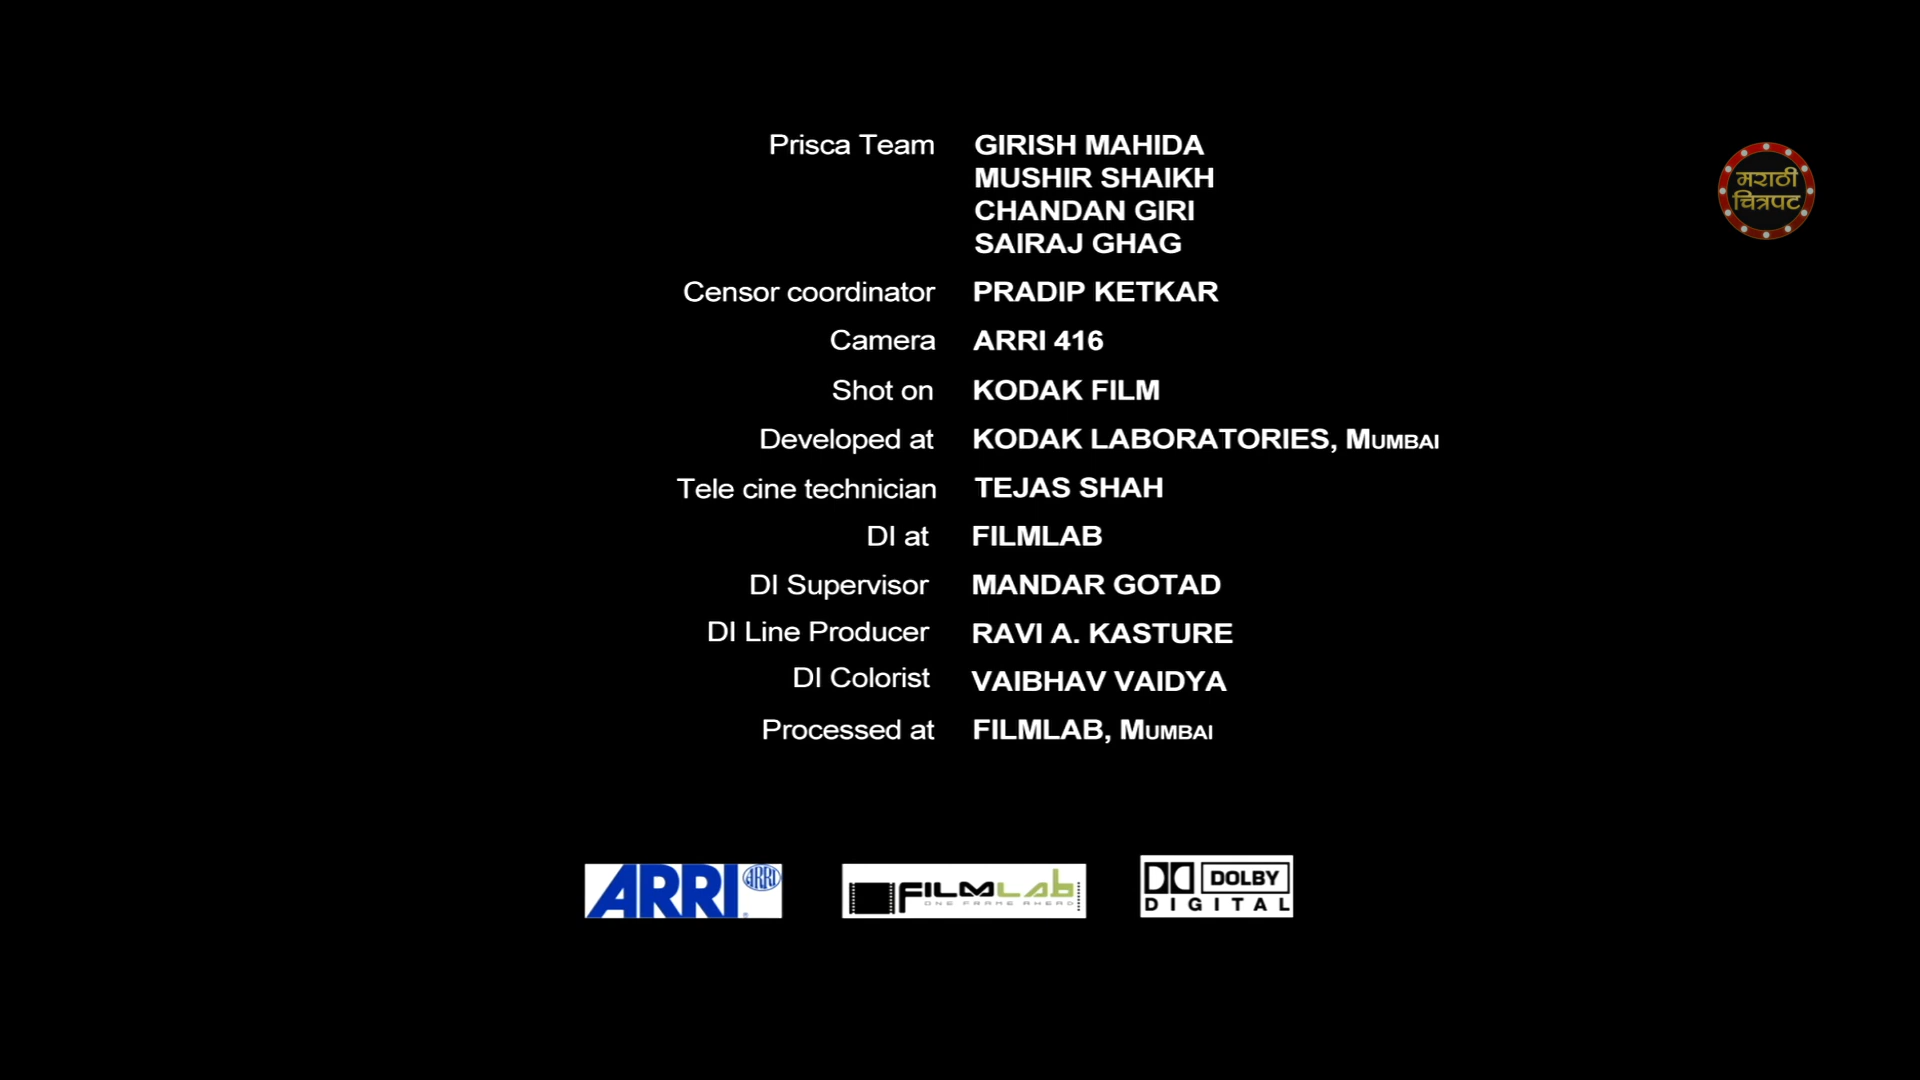 Prisca Team GIRISH MAHIDA
MUSHIR SHAIKH
CHANDAN GIRI
SAIRAJ GHAG
Censor coordinator PRADIP KETKAR
Camera ARRI 416
Shot on KODAK FILM
Developed at KODAK LABORATORIES, MUMBAI
Tele cine technician TEJAS SHAH
DI at FILMLAB
DI Supervisor MANDAR GOTAD
DI Line Producer RAVI A. KASTURE
DI Colorist VAIBHAV VAIDYA
Processed at FILMLAB, MUMBAI
मराठी
चित्रपट
ARRI ARRI
FILMLAB
ONE FRAME AHEAD
DOLBY
DIGITAL